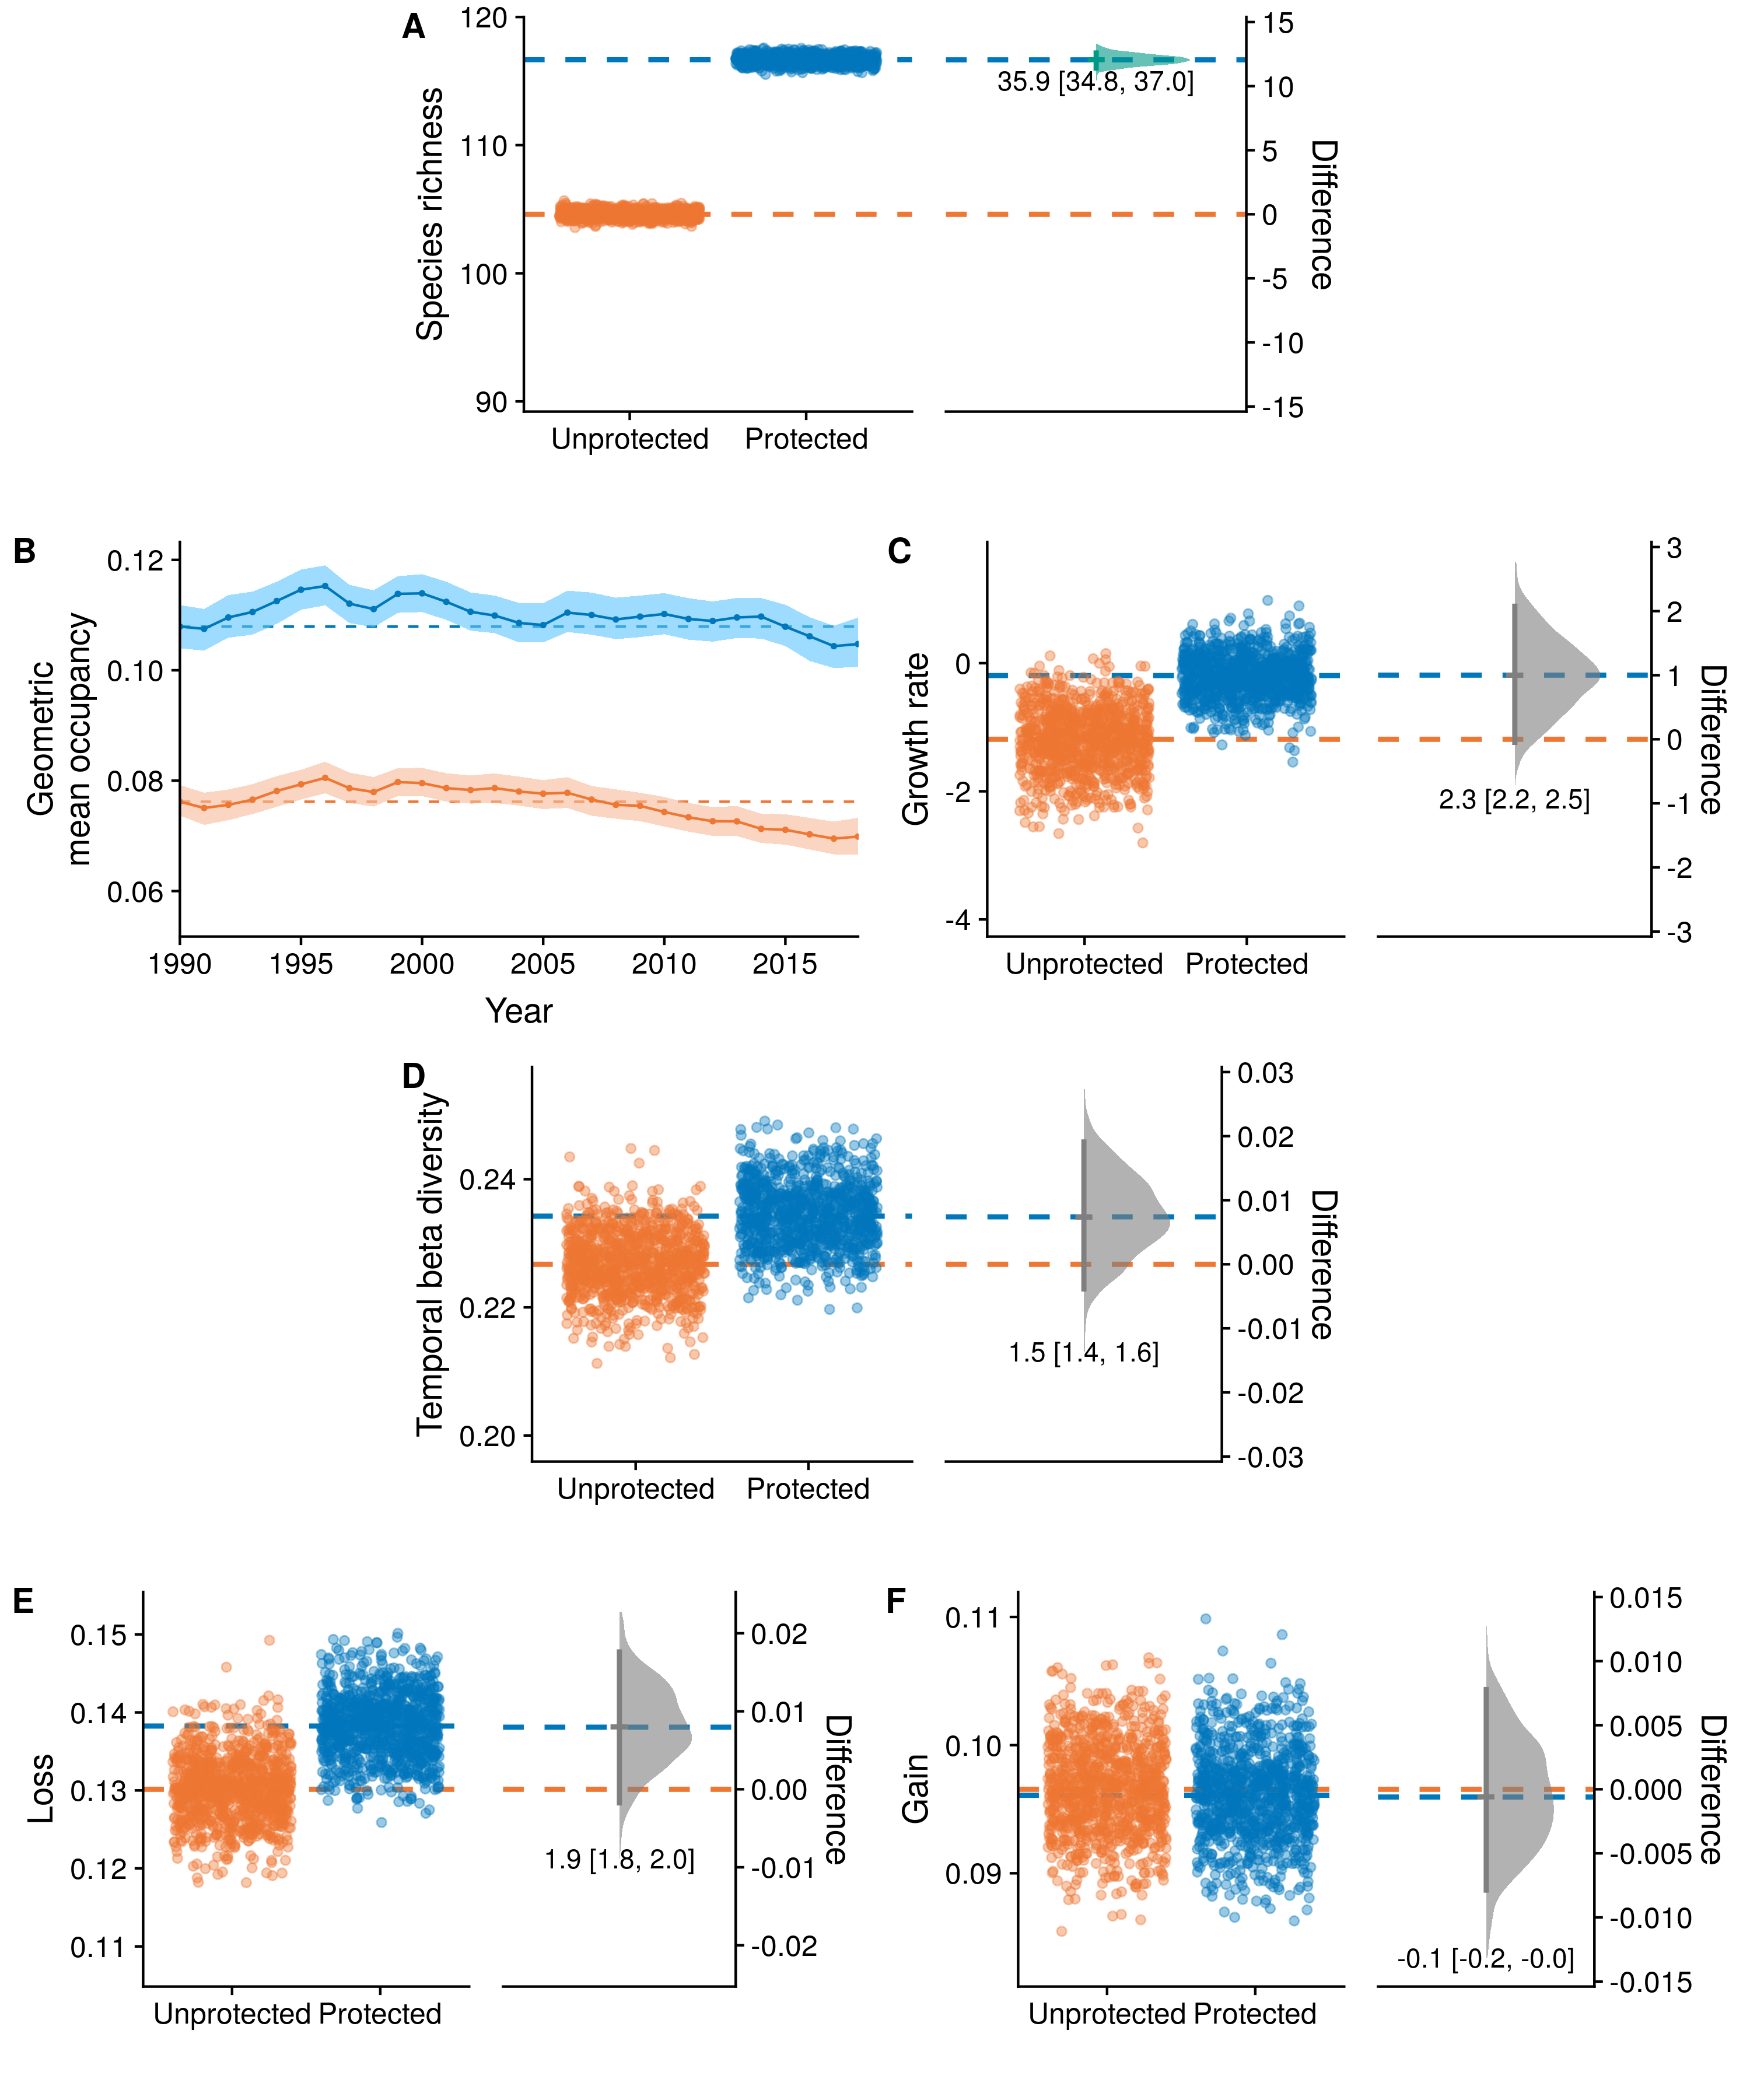 A
Species richness
120
110
100
90
Unprotected
Protected
35.9 [34.8, 37.0]
15
10
5
0
-5
-10
-15
Difference
B
Geometric
mean occupancy
0.12
0.10
0.08
0.06
1990
1995
2000
2005
2010
2015
Year
C
Growth rate
0
-2
-4
Unprotected
Protected
2.3 [2.2, 2.5]
3
2
1
0
-1
-2
-3
Difference
D
Temporal beta diversity
0.24
0.22
0.20
Unprotected
Protected
1.5 [1.4, 1.6]
0.03
0.02
0.01
0.00
-0.01
-0.02
-0.03
Difference
E
Loss
0.15
0.14
0.13
0.12
0.11
Unprotected
Protected
1.9 [1.8, 2.0]
0.02
0.01
0.00
-0.01
-0.02
Difference
F
Gain
0.11
0.10
0.09
Unprotected
Protected
-0.1 [-0.2, -0.0]
0.015
0.010
0.005
0.000
-0.005
-0.010
-0.015
Difference